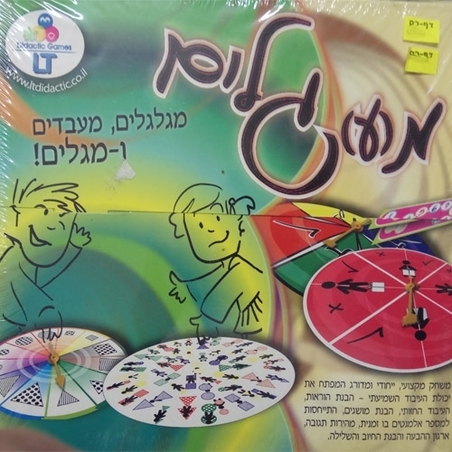 Didactic Games
LT
www.ltdidactic.co.il
מעגלים
מגלגלים, מעבדים
ו-מגלים!
משחק מקצועי, ייחודי ומדורג המפתח את
יכולת העיבוד השמיעתי - הבנת הוראות,
העיבוד החזותי, הבנת מושגים, התייחסות
למספר אלמנטים בו זמנית, מהירות תגובה,
ארגון ההבעה והבנת החיוב והשלילה.